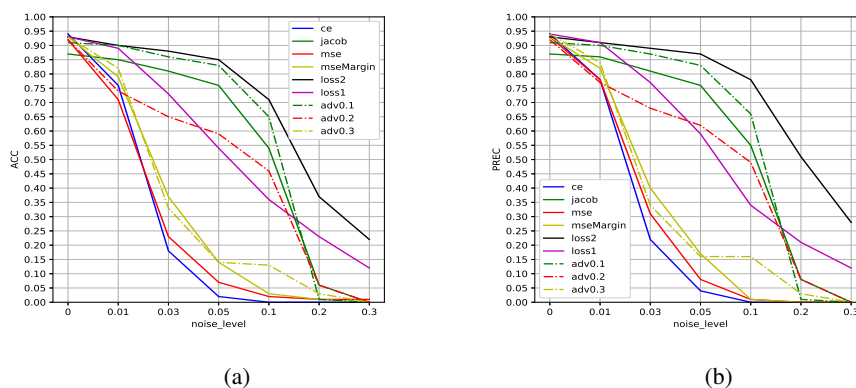 1.00
0.95
0.90
0.85
0.80
0.75
0.70
0.65
0.60
0.55
0.50
0.45
0.40
0.35
0.30
0.25
0.20
0.15
0.10
0.05
0.00
ACC
0 0.01 0.03 0.05 0.1 0.2 0.3
noise_level
ce
jacob
mse
mseMargin
loss2
loss1
adv0.1
adv0.2
adv0.3
(a)
1.00
0.95
0.90
0.85
0.80
0.75
0.70
0.65
0.60
0.55
0.50
0.45
0.40
0.35
0.30
0.25
0.20
0.15
0.10
0.05
0.00
PREC
0 0.01 0.03 0.05 0.1 0.2 0.3
noise_level
ce
jacob
mse
mseMargin
loss2
loss1
adv0.1
adv0.2
adv0.3
(b)